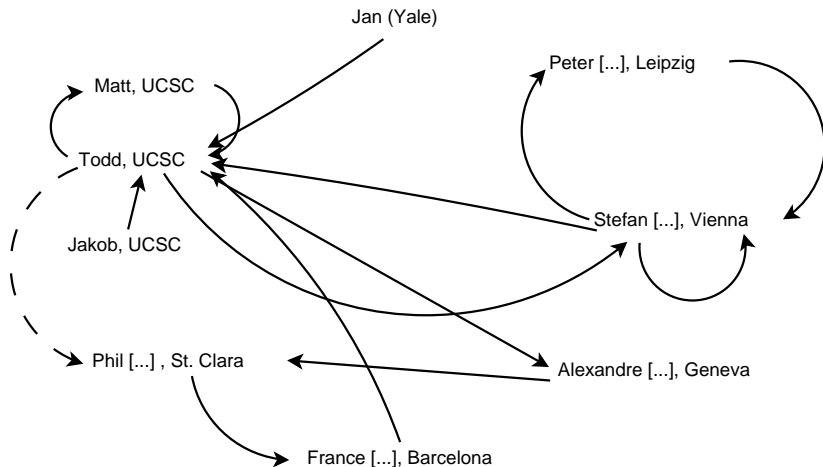 Jan (Yale)
Peter [...], Leipzig
Matt, UCSC
Todd, UCSC
Stefan [...], Vienna
Jakob, UCSC
Phil [...] , St. Clara
Alexandre [...], Geneva
France [...], Barcelona